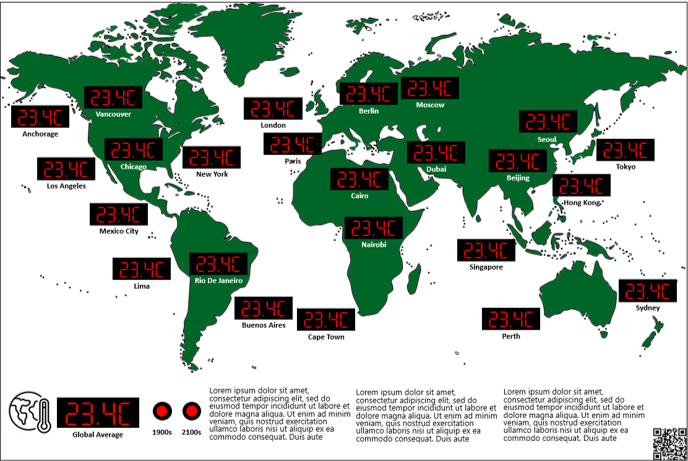 23.4C
Vancouver
23.4C
Anchorage
23.4C
London
23.4C
Berlin
23.4C
Moscow
23.4C
Paris
23.4C
Chicago
23.4C
New York
23.4C
Los Angeles
23.4C
Dubai
23.4C
Seoul
23.4C
Beijing
23.4C
Tokyo
23.4C
Cairo
23.4C
Hong Kong
23.4C
Mexico City
23.4C
Nairobi
23.4C
Singapore
23.4C
Lima
23.4C
Rio De Janeiro
23.4C
Buenos Aires
23.4C
Cape Town
23.4C
Perth
23.4C
Sydney
23.4C
Global Average
1900s
2100s
Lorem ipsum dolor sit amet,
consectetur adipiscing elit, sed do
eiusmod tempor incididunt ut labore et
dolore magna aliqua. Ut enim ad minim
veniam, quis nostrud exercitation
ullamco laboris nisi ut aliquip ex ea
commodo consequat. Duis aute
Lorem ipsum dolor sit amet,
consectetur adipiscing elit, sed do
eiusmod tempor incididunt ut labore et
dolore magna aliqua. Ut enim ad minim
veniam, quis nostrud exercitation
ullamco laboris nisi ut aliquip ex ea
commodo consequat. Duis aute
Lorem ipsum dolor sit amet,
consectetur adipiscing elit, sed do
eiusmod tempor incididunt ut labore et
dolore magna aliqua. Ut enim ad minim
veniam, quis nostrud exercitation
ullamco laboris nisi ut aliquip ex ea
commodo consequat. Duis aute